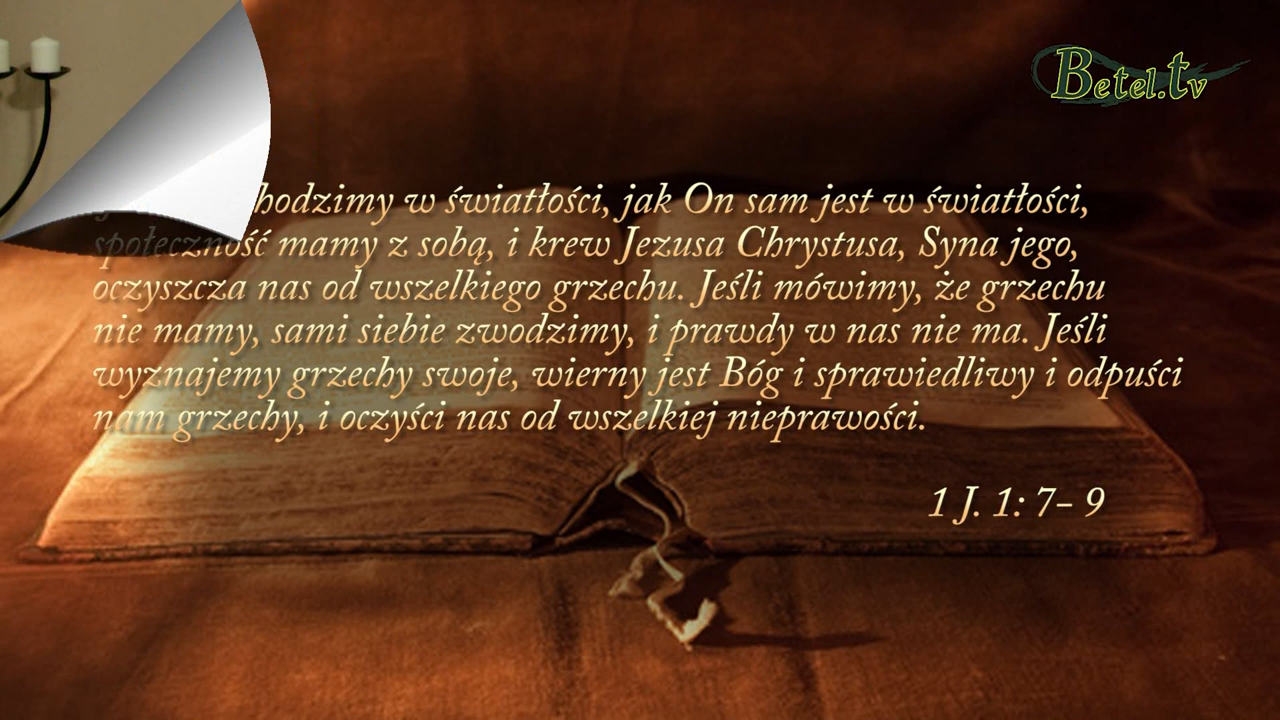 Betel.tv
hodzimy w światłości, jak On sam jest w światłości,
społeczność mamy z sobą, i krew Jezusa Chrystusa, Syna jego,
oczyszcza nas od wszelkiego grzechu. Jeśli mówimy, że grzechu
nie mamy, sami siebie zwodzimy, i prawdy w nas nie ma. Jeśli
wyznajemy grzechy swoje, wierny jest Bóg i sprawiedliwy i odpuści
nam grzechy, i oczyści nas od wszelkiej nieprawości.
1 J. 1: 7– 9